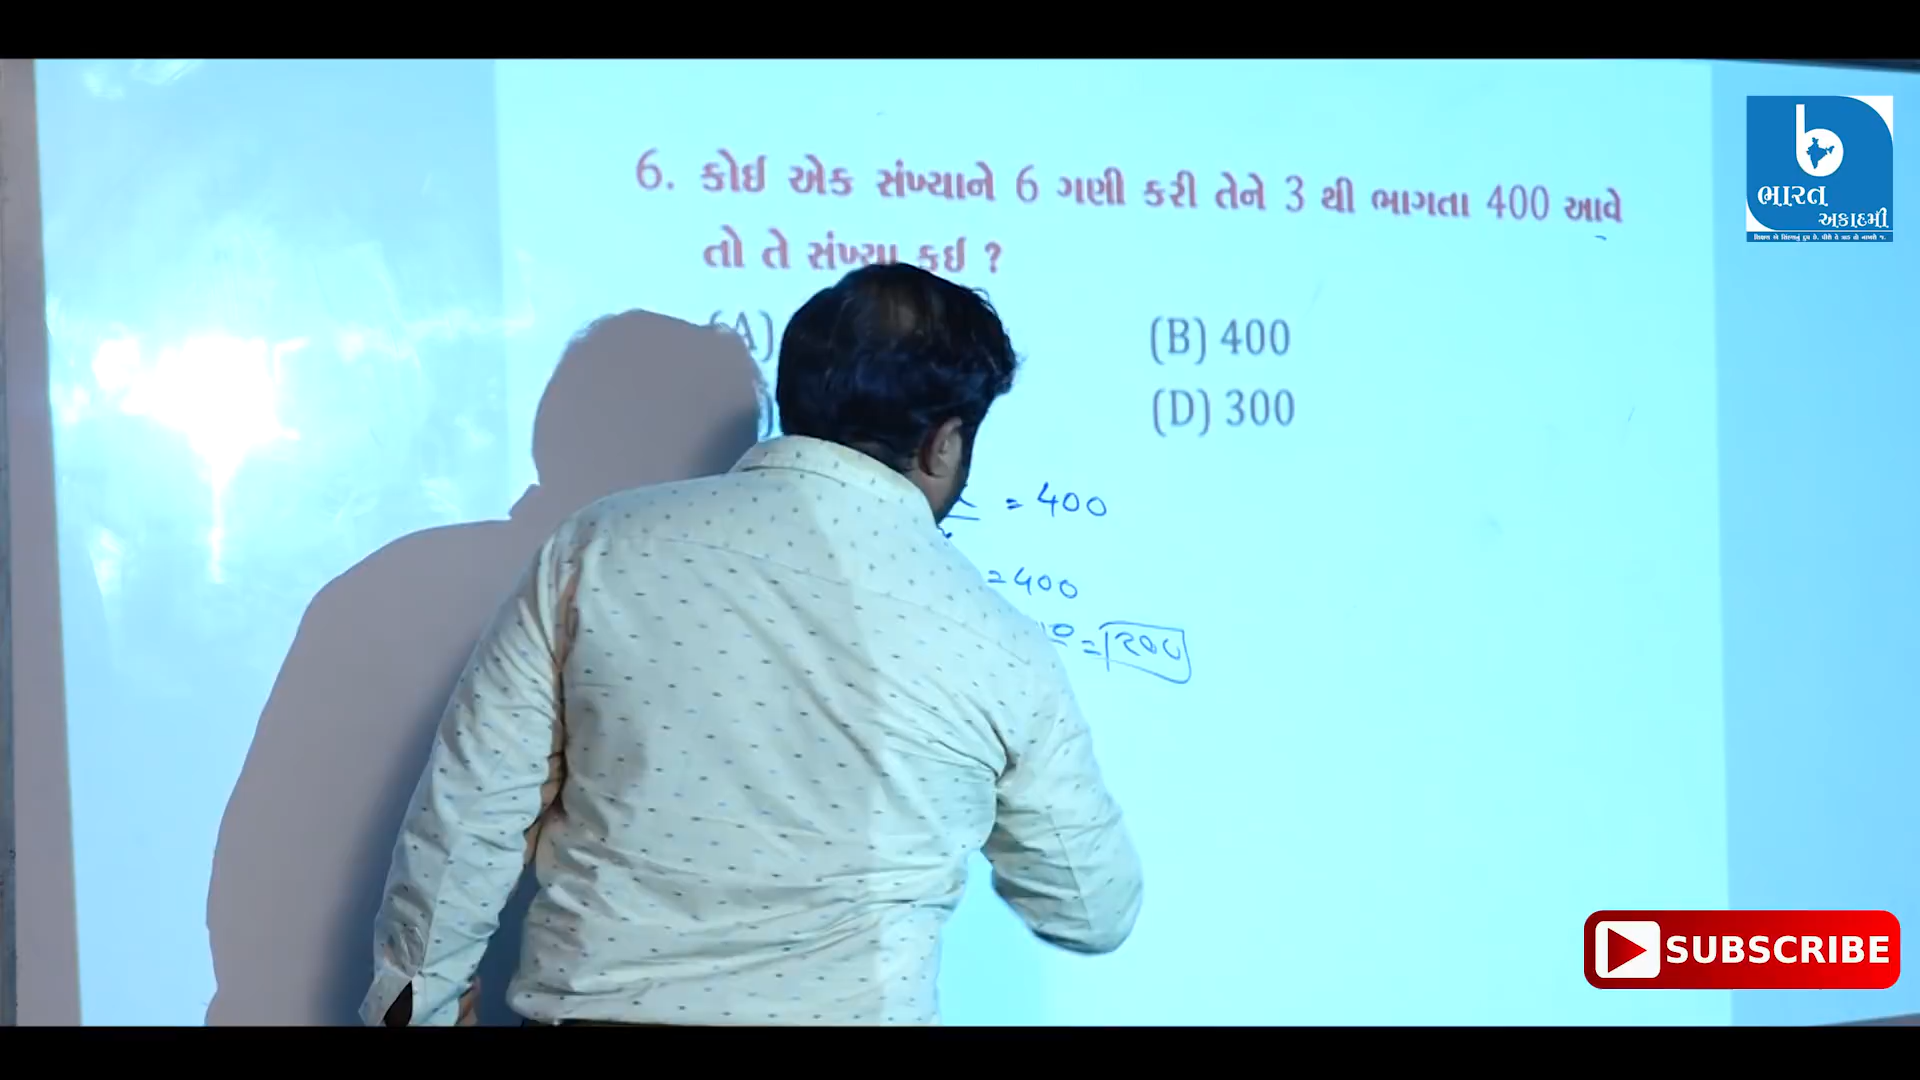 6. કોઈ એક સંખ્યાને 6 ગણી કરી તેને 3 થી ભાગતા 400 આવે
તો તે સંખ્યા કઈ ?
(A)
(B) 400
(D) 300
= 400
= 400
= 200
ભારત
અકાદમી
SUBSCRIBE